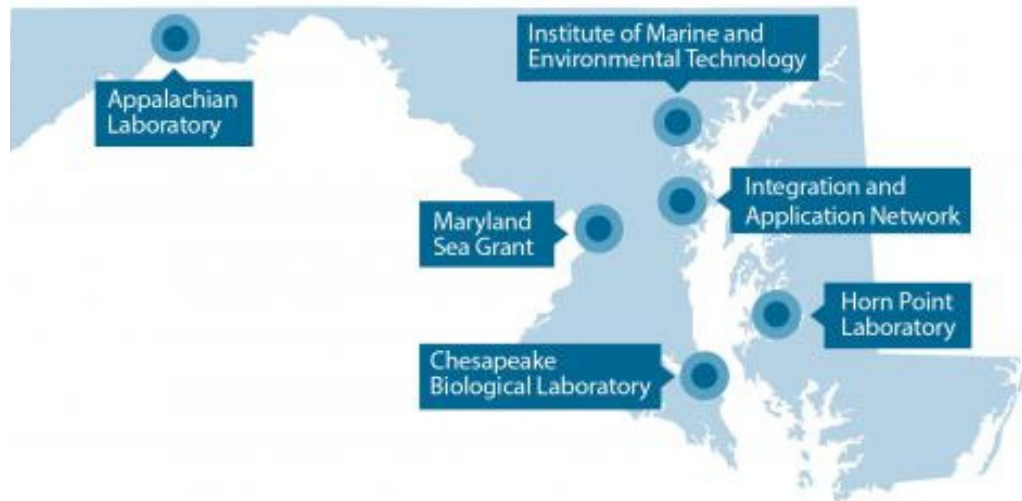 Institute of Marine and
Environmental Technology
Appalachian
Laboratory
Integration and
Application Network
Maryland
Sea Grant
Horn Point
Laboratory
Chesapeake
Biological Laboratory